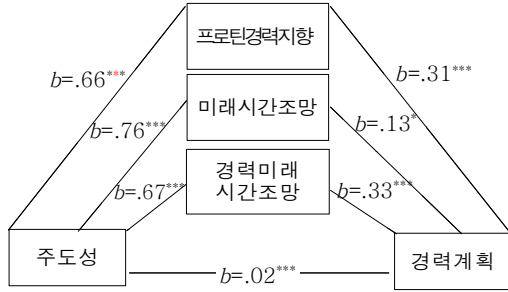 프로틴경력지향
b=.66***
b=.31***
미래시간조망
b=.76***
b=.13*
경력미래
시간조망
b=.67***
b=.33***
주도성
경력계획
b=.02***